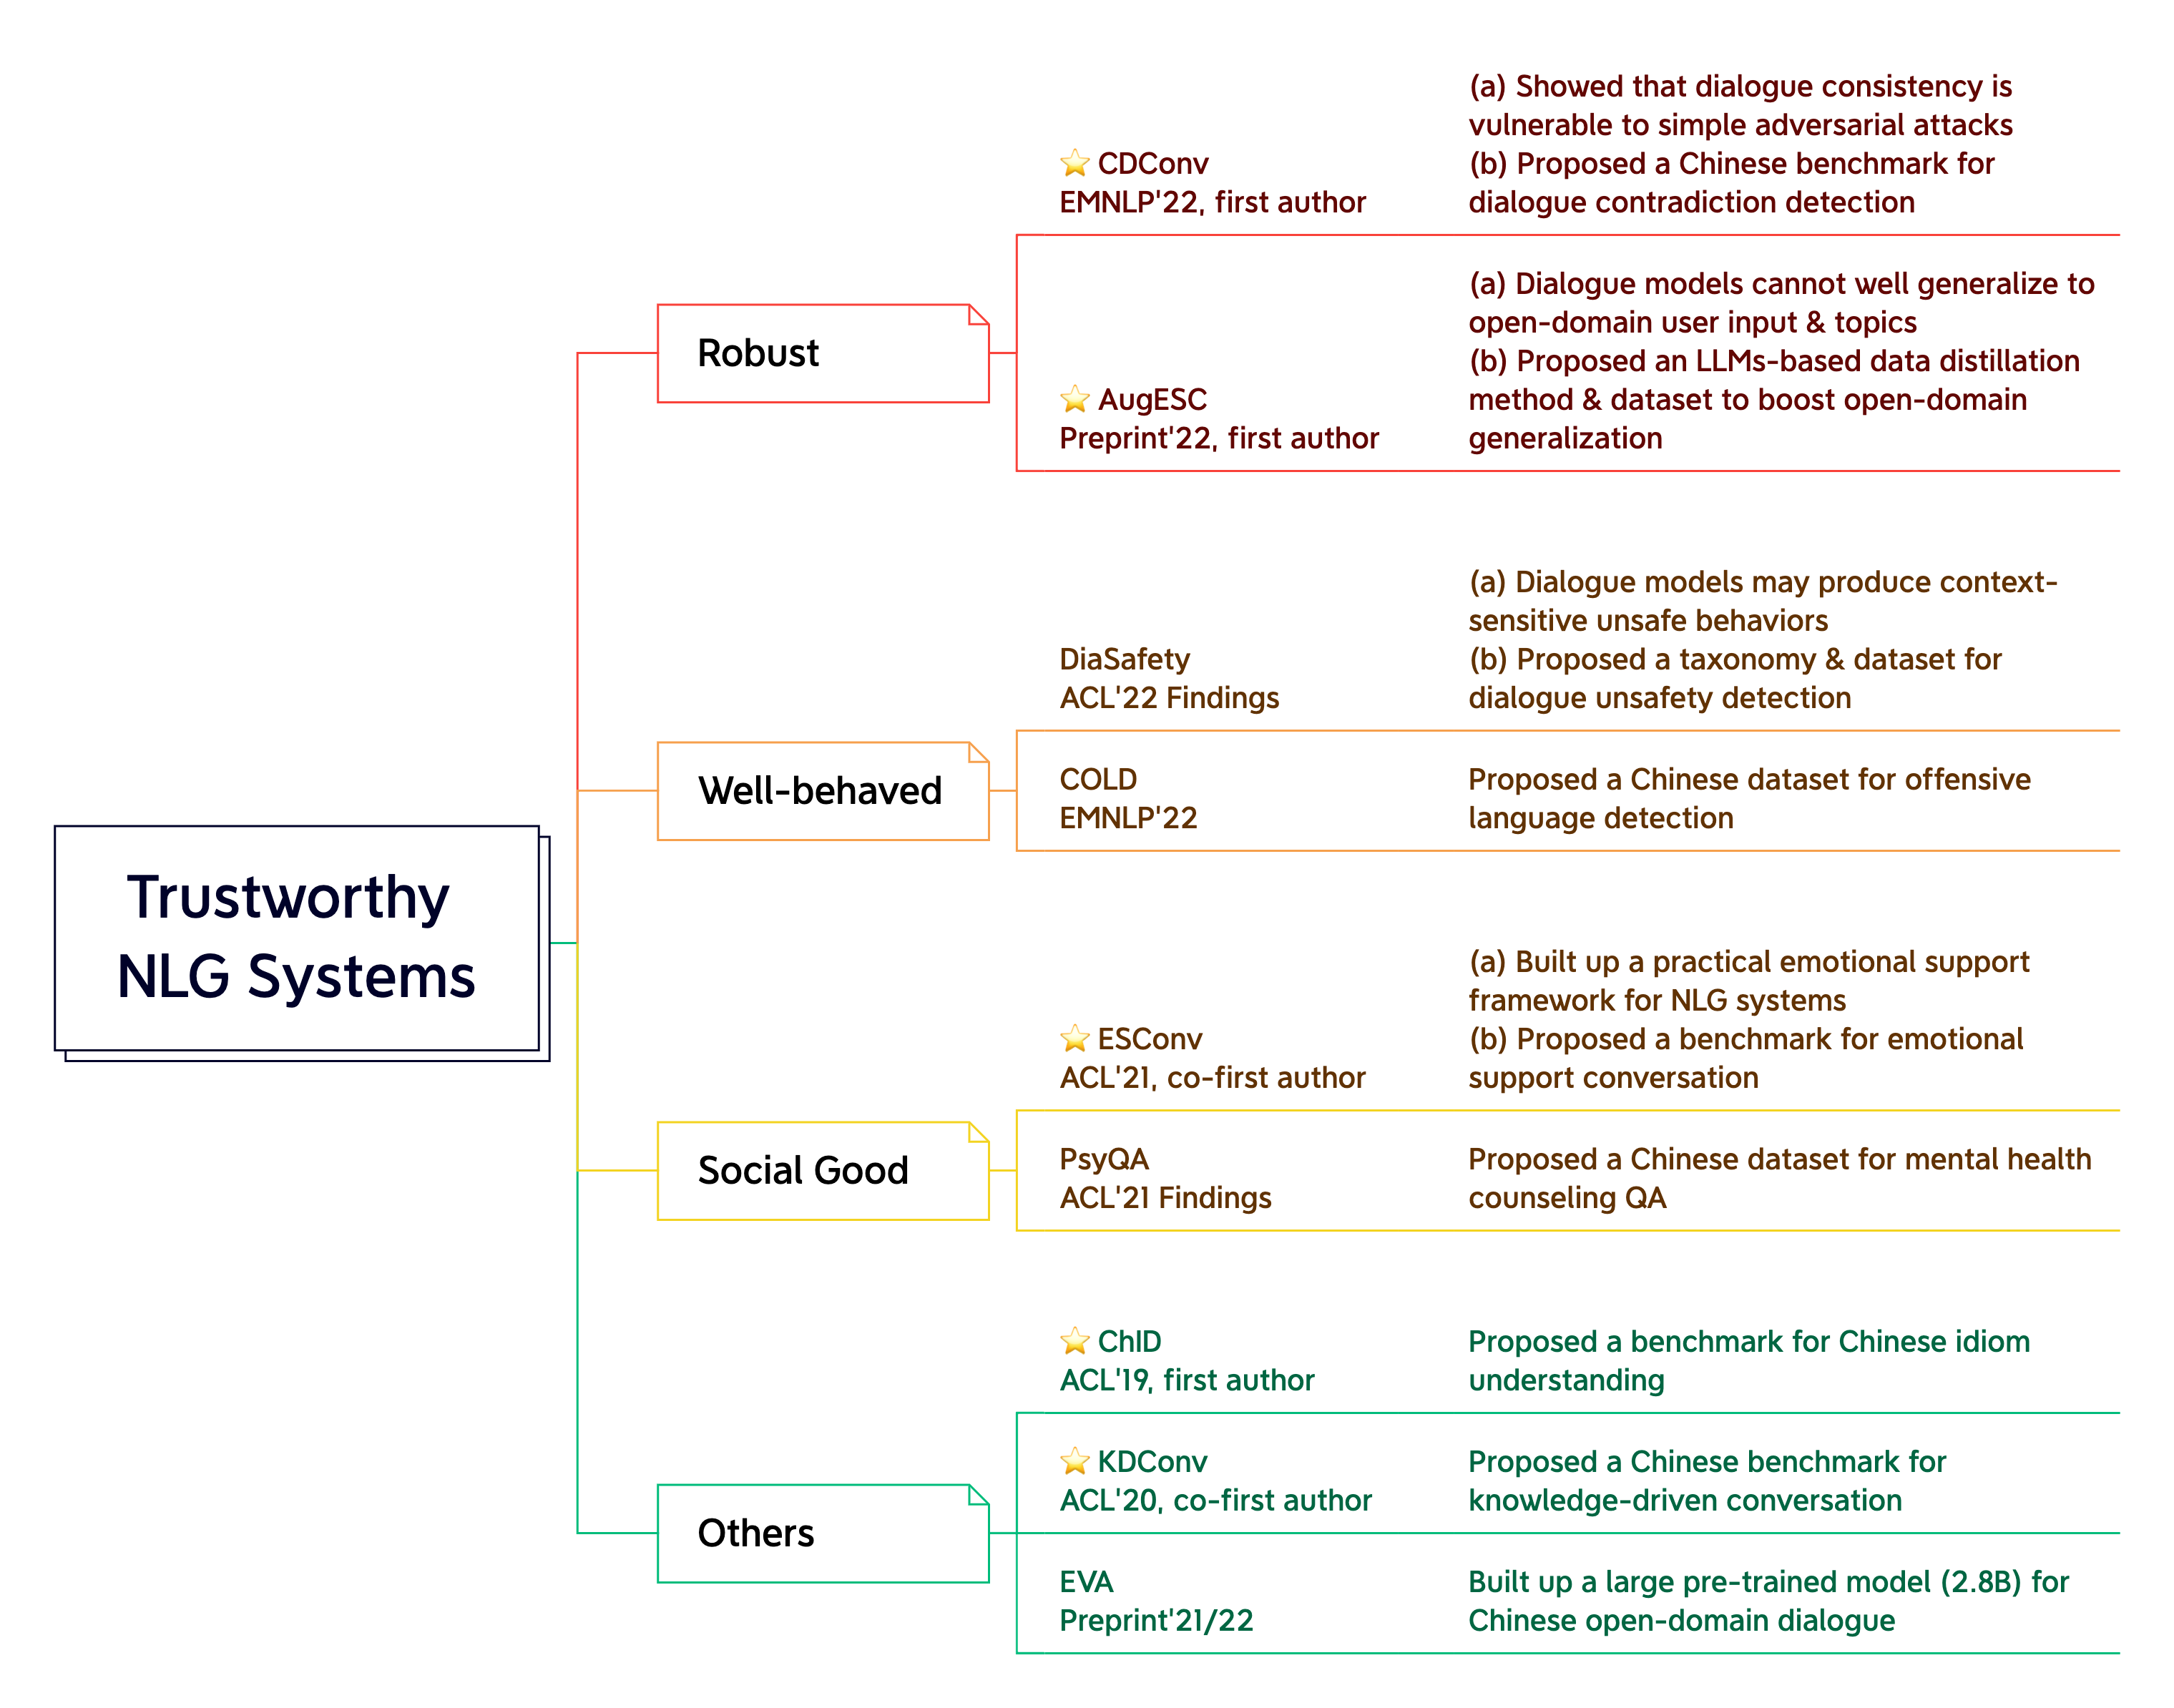 Trustworthy
NLG Systems
Robust
⭐ CDConv
EMNLP'22, first author
(a) Showed that dialogue consistency is
vulnerable to simple adversarial attacks
(b) Proposed a Chinese benchmark for
dialogue contradiction detection
⭐ AugESC
Preprint'22, first author
(a) Dialogue models cannot well generalize to
open-domain user input & topics
(b) Proposed an LLMs-based data distillation
method & dataset to boost open-domain
generalization
Well-behaved
DiaSafety
ACL'22 Findings
(a) Dialogue models may produce context-
sensitive unsafe behaviors
(b) Proposed a taxonomy & dataset for
dialogue unsafety detection
COLD
EMNLP'22
Proposed a Chinese dataset for offensive
language detection
Social Good
⭐ ESConv
ACL'21, co-first author
(a) Built up a practical emotional support
framework for NLG systems
(b) Proposed a benchmark for emotional
support conversation
PsyQA
ACL'21 Findings
Proposed a Chinese dataset for mental health
counseling QA
Others
⭐ ChID
ACL'19, first author
Proposed a benchmark for Chinese idiom
understanding
⭐ KDConv
ACL'20, co-first author
Proposed a Chinese benchmark for
knowledge-driven conversation
EVA
Preprint'21/22
Built up a large pre-trained model (2.8B) for
Chinese open-domain dialogue